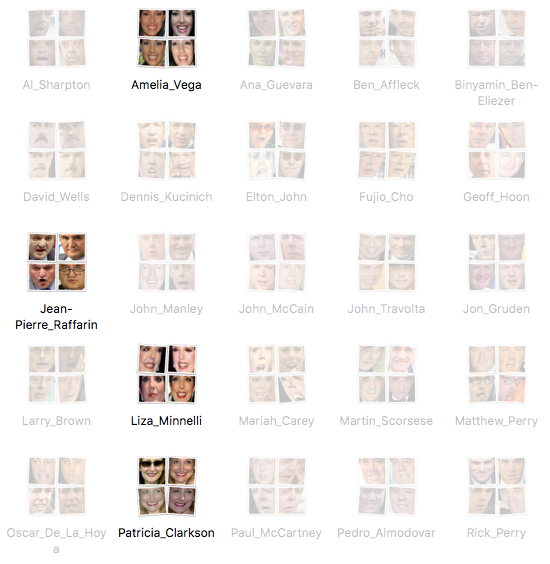 Al_Sharpton
Amelia_Vega
Ana_Guevara
Ben_Affleck
Binyamin_Ben-
Eliezer
David_Wells
Dennis_Kucinich
Elton_John
Fujio_Cho
Geoff_Hoon
Jean-
Pierre_Raffarin
John_Manley
John_McCain
John_Travolta
Jon_Gruden
Larry_Brown
Liza_Minnelli
Mariah_Carey
Martin_Scorsese
Matthew_Perry
Oscar_De_La_Hoy
a
Patricia_Clarkson
Paul_McCartney
Pedro_Almodovar
Rick_Perry